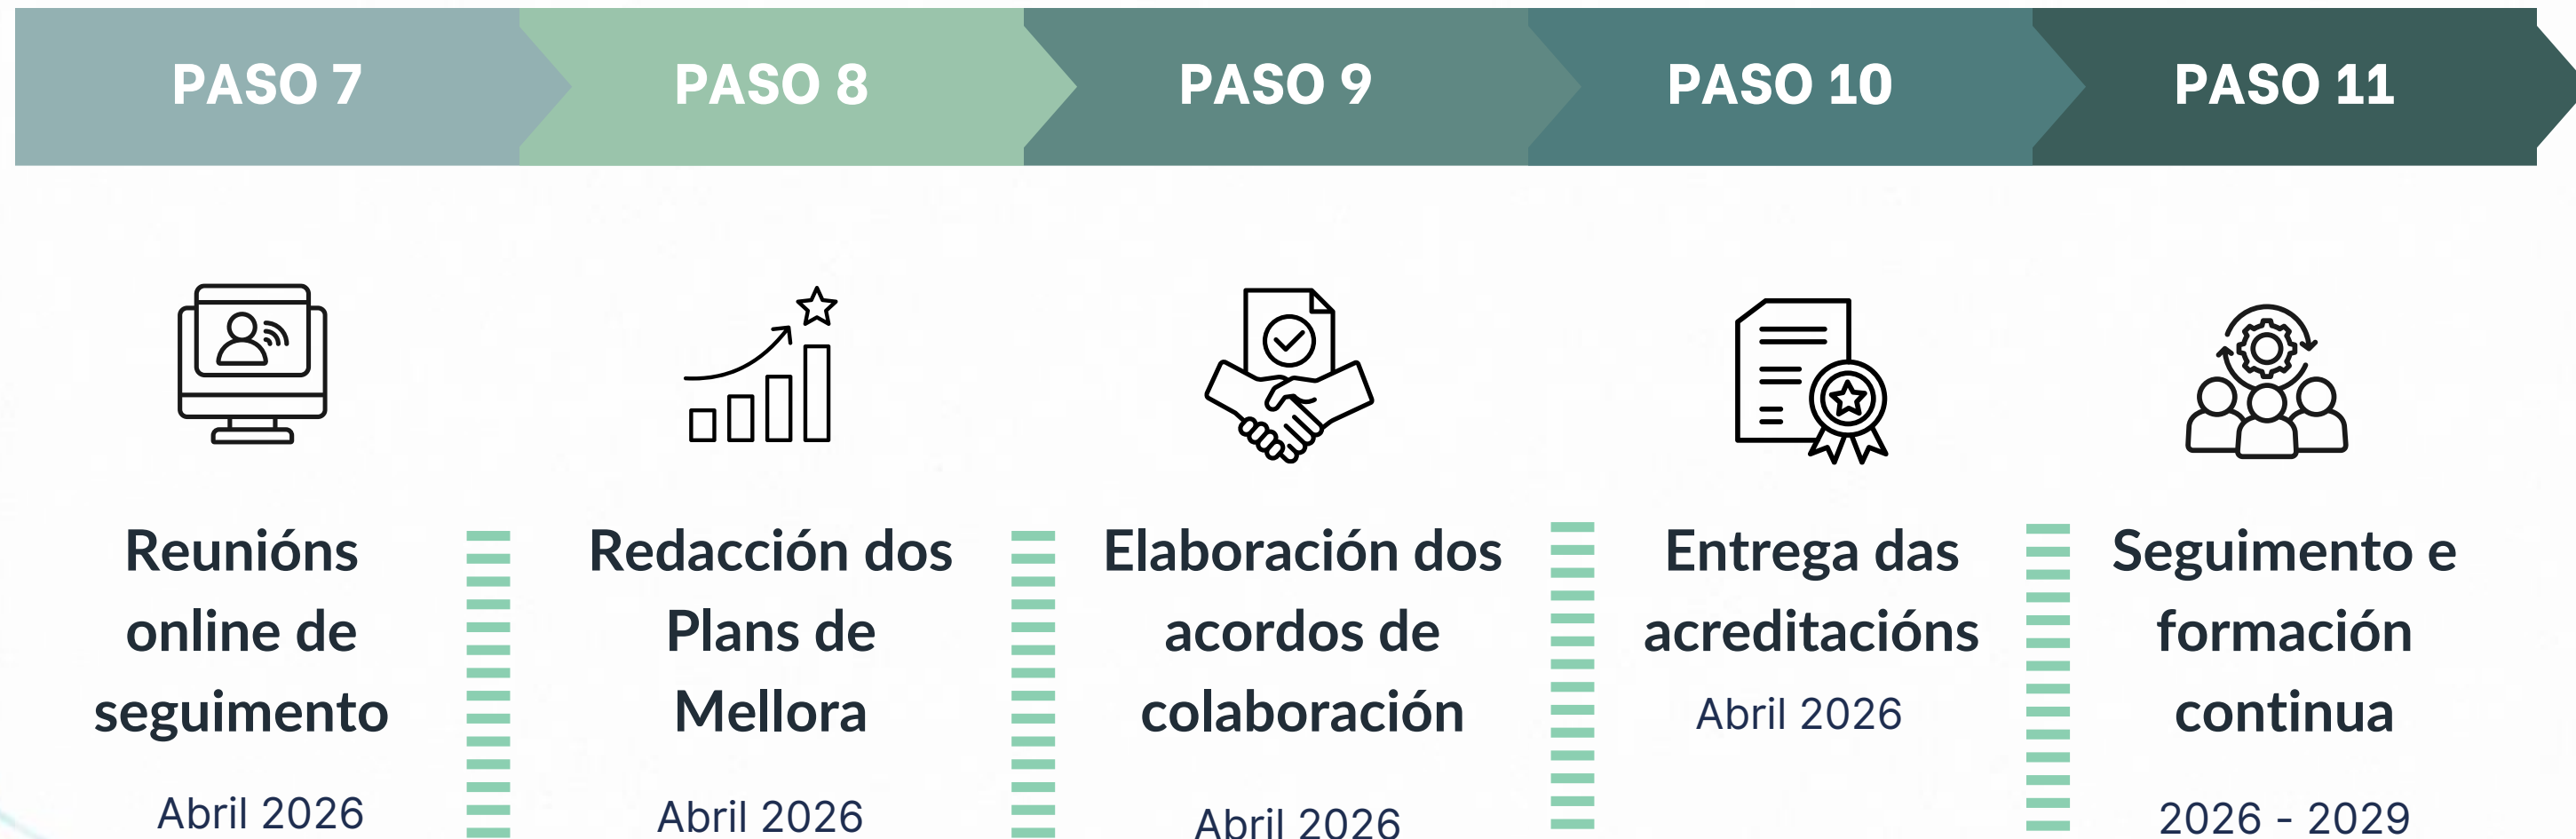 PASO 7
PASO 8
PASO 9
PASO 10
PASO 11
Reunións
online de
seguimento
Abril 2026
Redacción dos
Plans de
Mellora
Abril 2026
Elaboración dos
acordos de
colaboración
Abril 2026
Entrega das
acreditacións
Abril 2026
Seguimento e
formación
continua
2026 - 2029